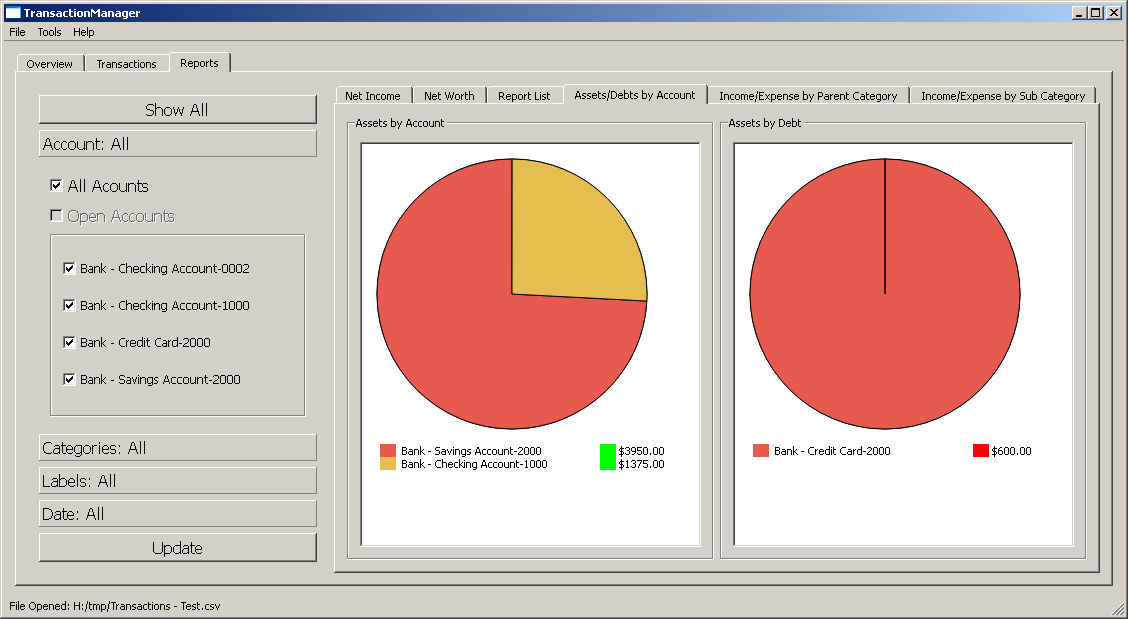 TransactionManager
File Tools Help
Overview Transactions Reports
Show All
Account: All
All Acounts
Open Accounts
Bank - Checking Account-0002
Bank - Checking Account-1000
Bank - Credit Card-2000
Bank - Savings Account-2000
Categories: All
Labels: All
Date: All
Update
Net Income Net Worth Report List Assets/Debts by Account Income/Expense by Parent Category Income/Expense by Sub Category
Assets by Account
Bank - Savings Account-2000 $3950.00
Bank - Checking Account-1000 $1375.00
Assets by Debt
Bank - Credit Card-2000 $600.00
File Opened: H:/tmp/Transactions - Test.csv